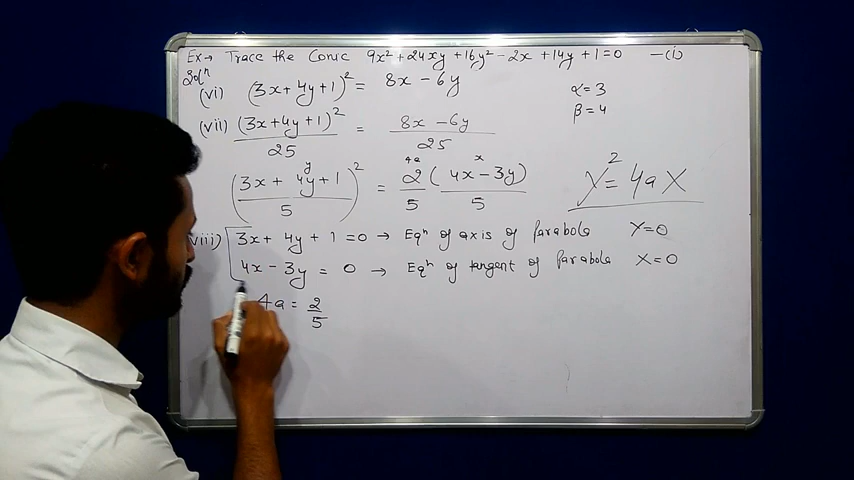 Ex→ Trace the Conic 9x² + 24xy + 16y² - 2x + 14y + 1 = 0 —(i)
Solⁿ
(vi) (3x + 4y + 1)² = 8x - 6y α = 3
β = 4
(vii) (3x + 4y + 1)² / 25 = 8x - 6y / 25
(3x + 4y + 1 / 5)² y = 2/5 4a (4x - 3y / 5) x Y² = 4aX
viii) 3x + 4y + 1 = 0 → Eqⁿ of axis of parabola Y=0
4x - 3y = 0 → Eqⁿ of tangent of Parabola X=0
4a = 2/5